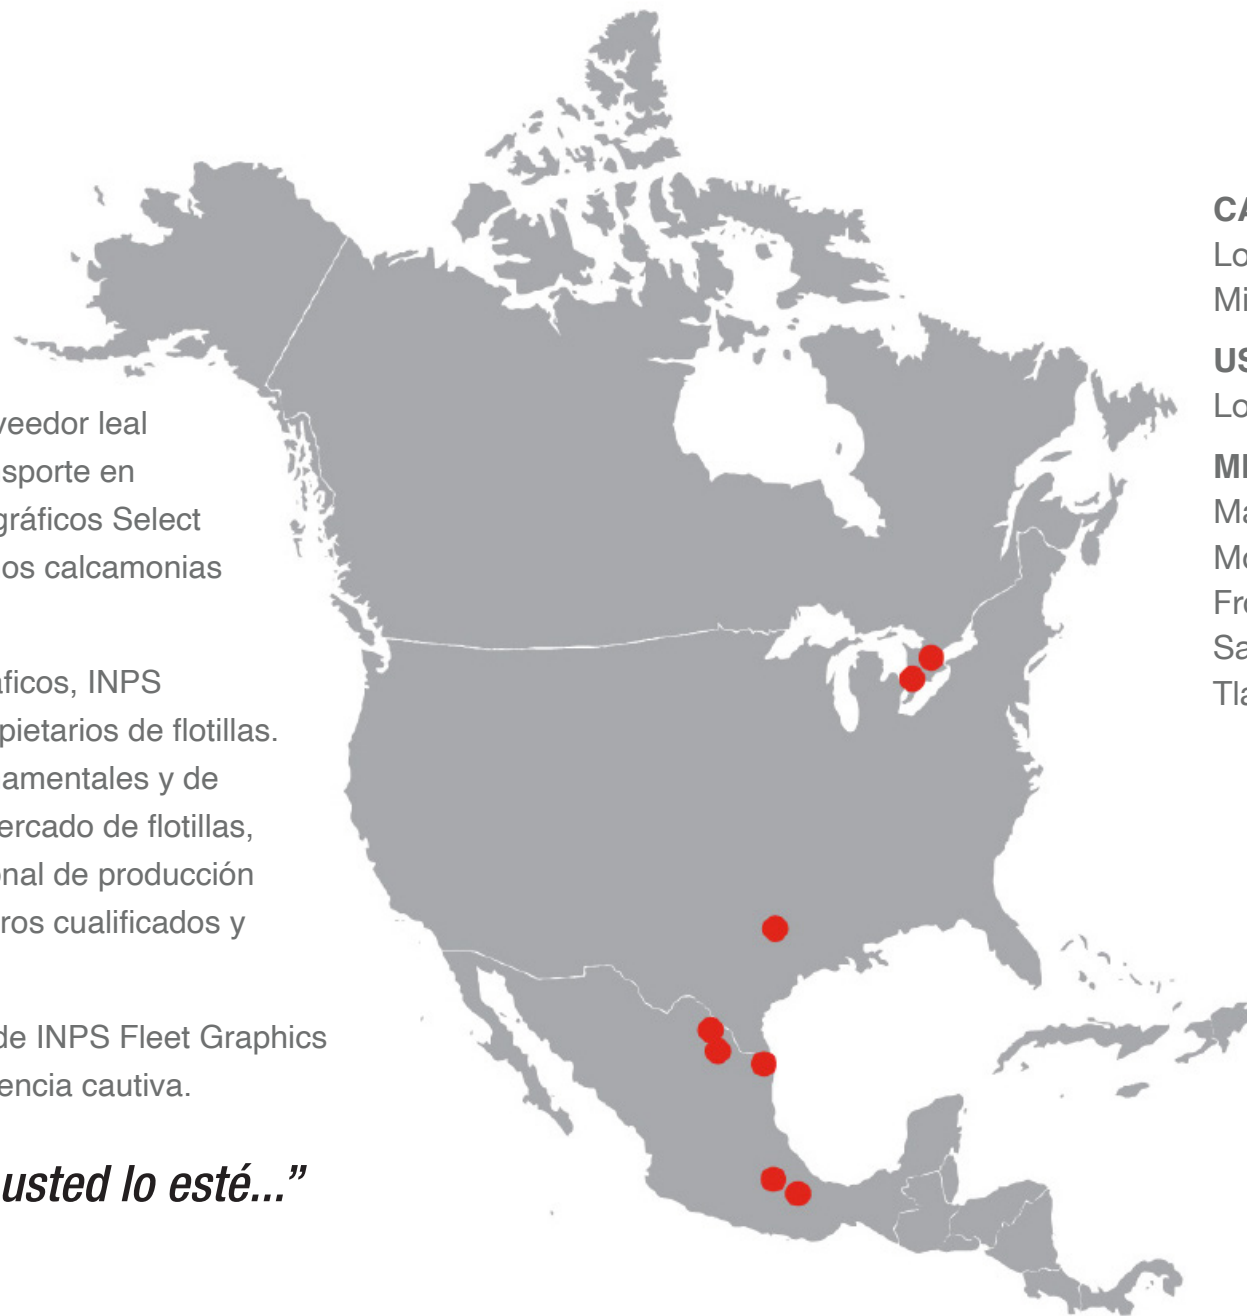 veedor leal
sporte en
gráficos Select
os calcamonias
áficos, INPS
pietarios de flotillas.
amentales y de
ercado de flotillas,
onal de producción
ros cualificados y
de INPS Fleet Graphics
encia cautiva.
usted lo esté...”
CA
Lo
Mi
US
Lo
MI
Ma
Mo
Fro
Sa
Tla